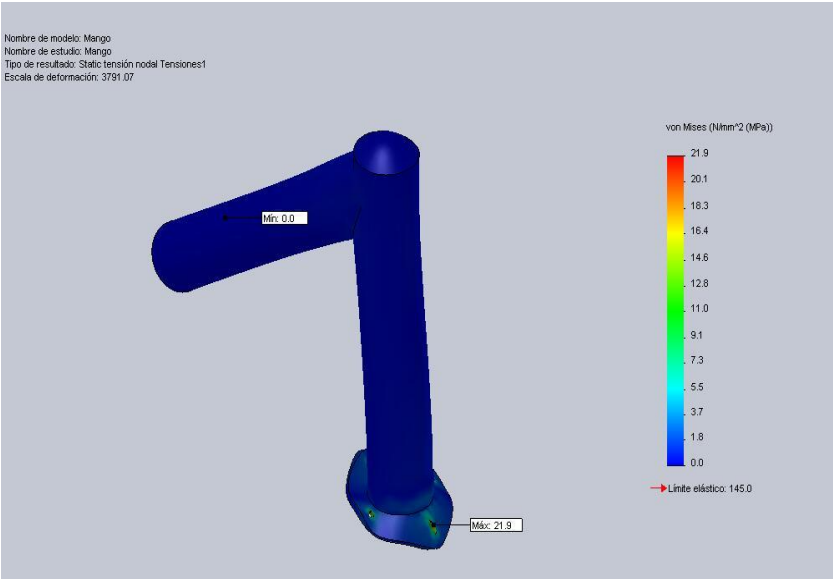 Nombre de modelo: Mango
Nombre de estudio: Mango
Tipo de resultado: Static tensión nodal Tensiones1
Escala de deformación: 3791.07
von Mises (N/mm^2 (MPa))
21.9
20.1
18.3
16.4
14.6
12.8
11.0
9.1
7.3
5.5
3.7
1.8
0.0
Límite elástico: 145.0
Mín: 0.0
Máx: 21.9